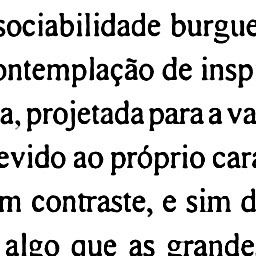 sociabilidade burgue
ontemplação de insp
a, projetada para a va
evido ao próprio cara
m contraste, e sim d
algo que as grande